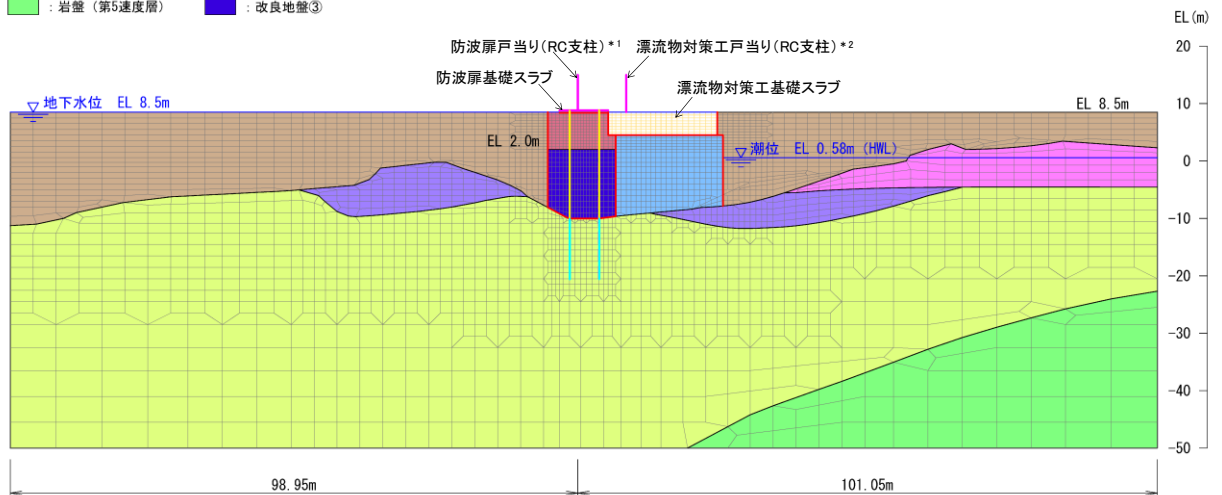 ：岩盤（第5速度層）
：改良地盤③
EL(m)
防波扉戸当り(RC支柱)*1
漂流物対策工戸当り(RC支柱)*2
防波扉基礎スラブ
漂流物対策工基礎スラブ
地下水位 EL 8.5m
EL 8.5m
EL 2.0m
潮位 EL 0.58m (HWL)
20
10
0
-10
-20
-30
-40
-50
98.95m
101.05m